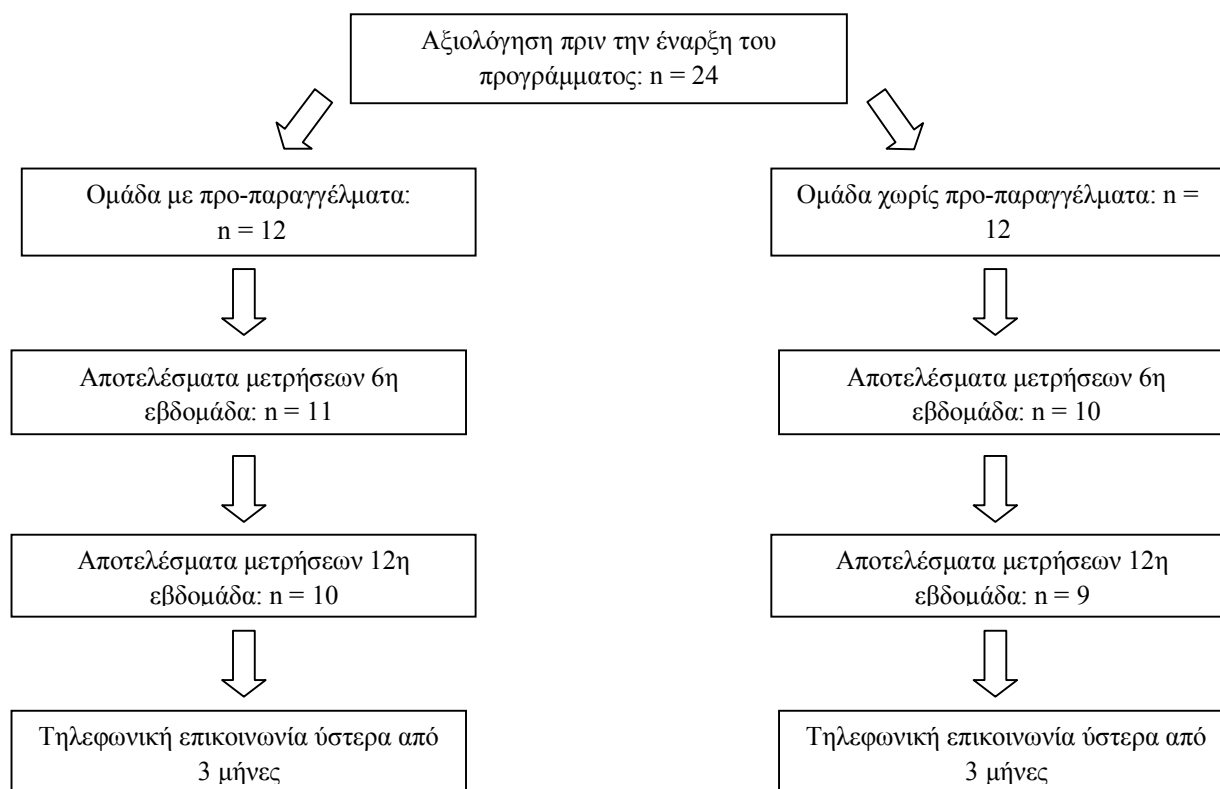 Αξιολόγηση πριν την έναρξη του
προγράμματος: n = 24
Ομάδα με προ-παραγγέλματα:
n = 12
Ομάδα χωρίς προ-παραγγέλματα: n =
12
Αποτελέσματα μετρήσεων 6η
εβδομάδα: n = 11
Αποτελέσματα μετρήσεων 6η
εβδομάδα: n = 10
Αποτελέσματα μετρήσεων 12η
εβδομάδα: n = 10
Αποτελέσματα μετρήσεων 12η
εβδομάδα: n = 9
Τηλεφωνική επικοινωνία ύστερα από
3 μήνες
Τηλεφωνική επικοινωνία ύστερα από
3 μήνες